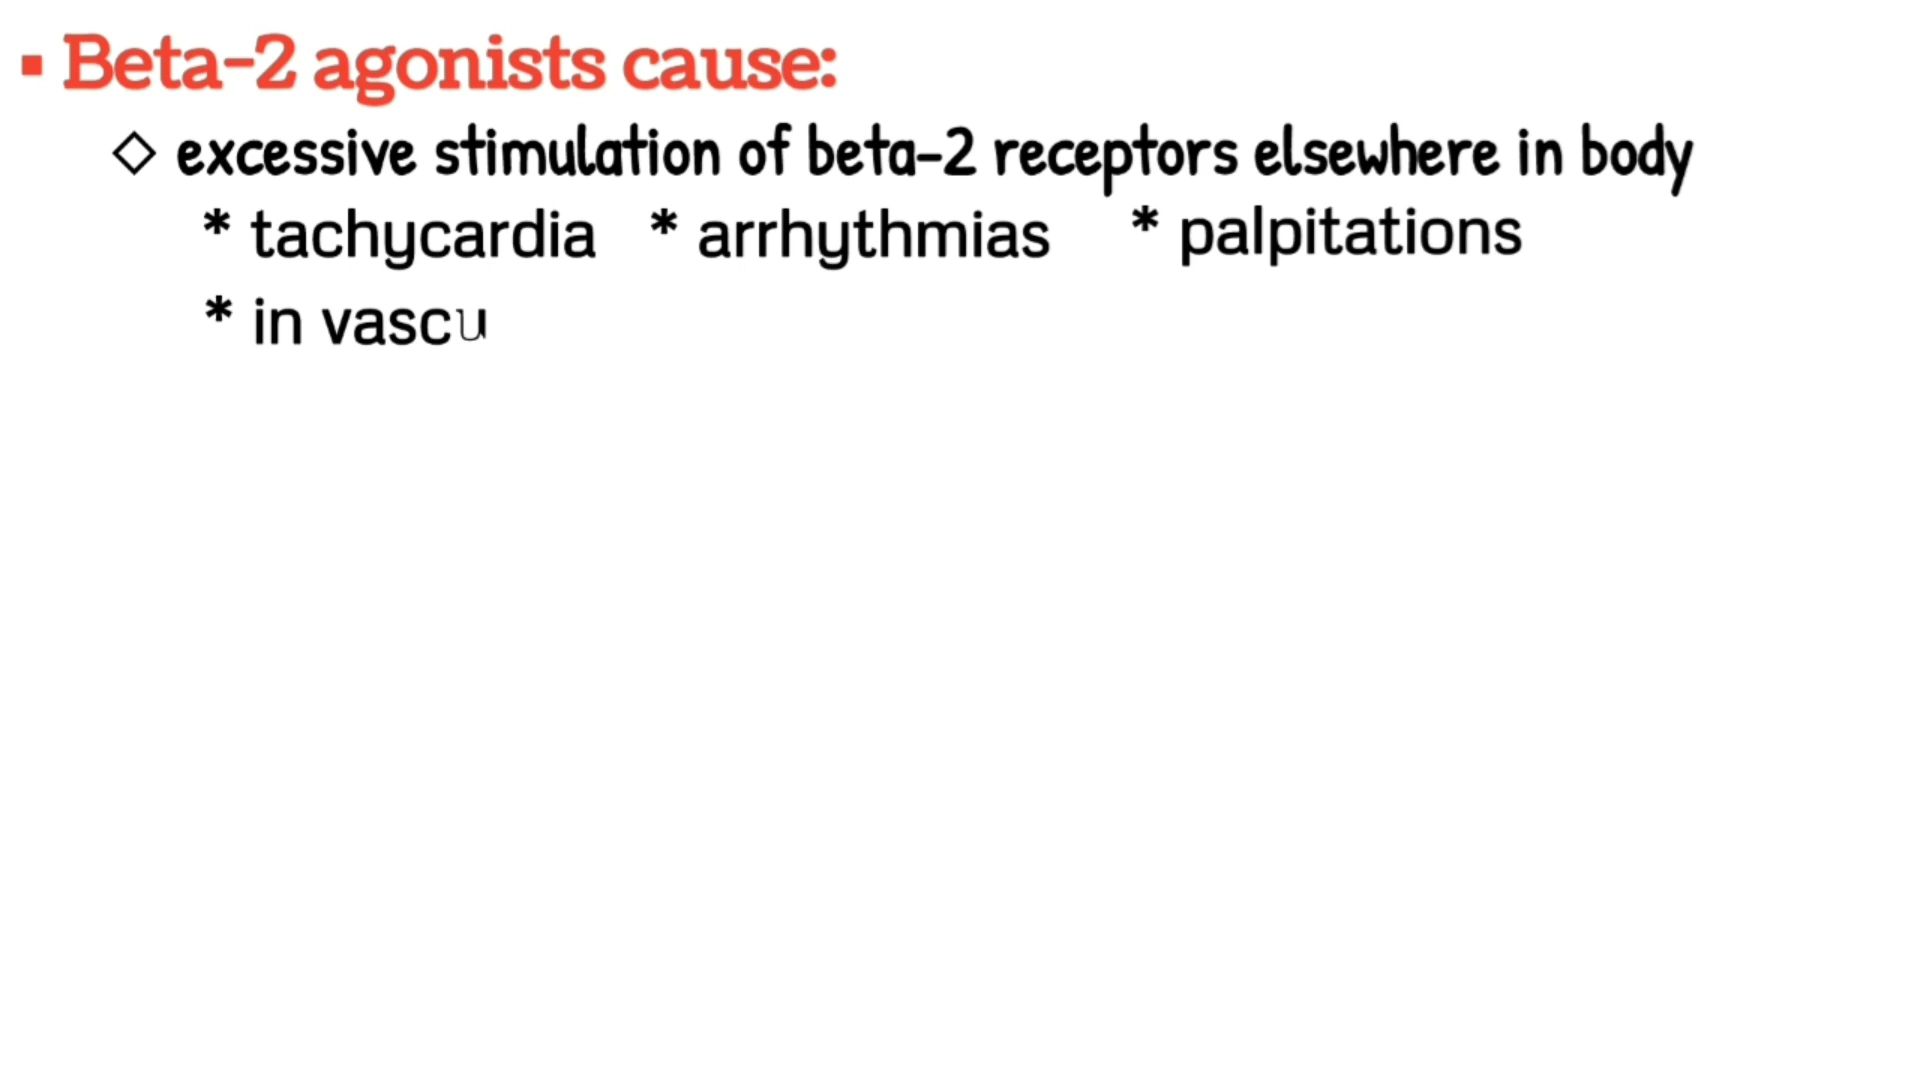 ▪ Beta-2 agonists cause:
◇ excessive stimulation of beta-2 receptors elsewhere in body
* tachycardia * arrhythmias * palpitations
* in vascu